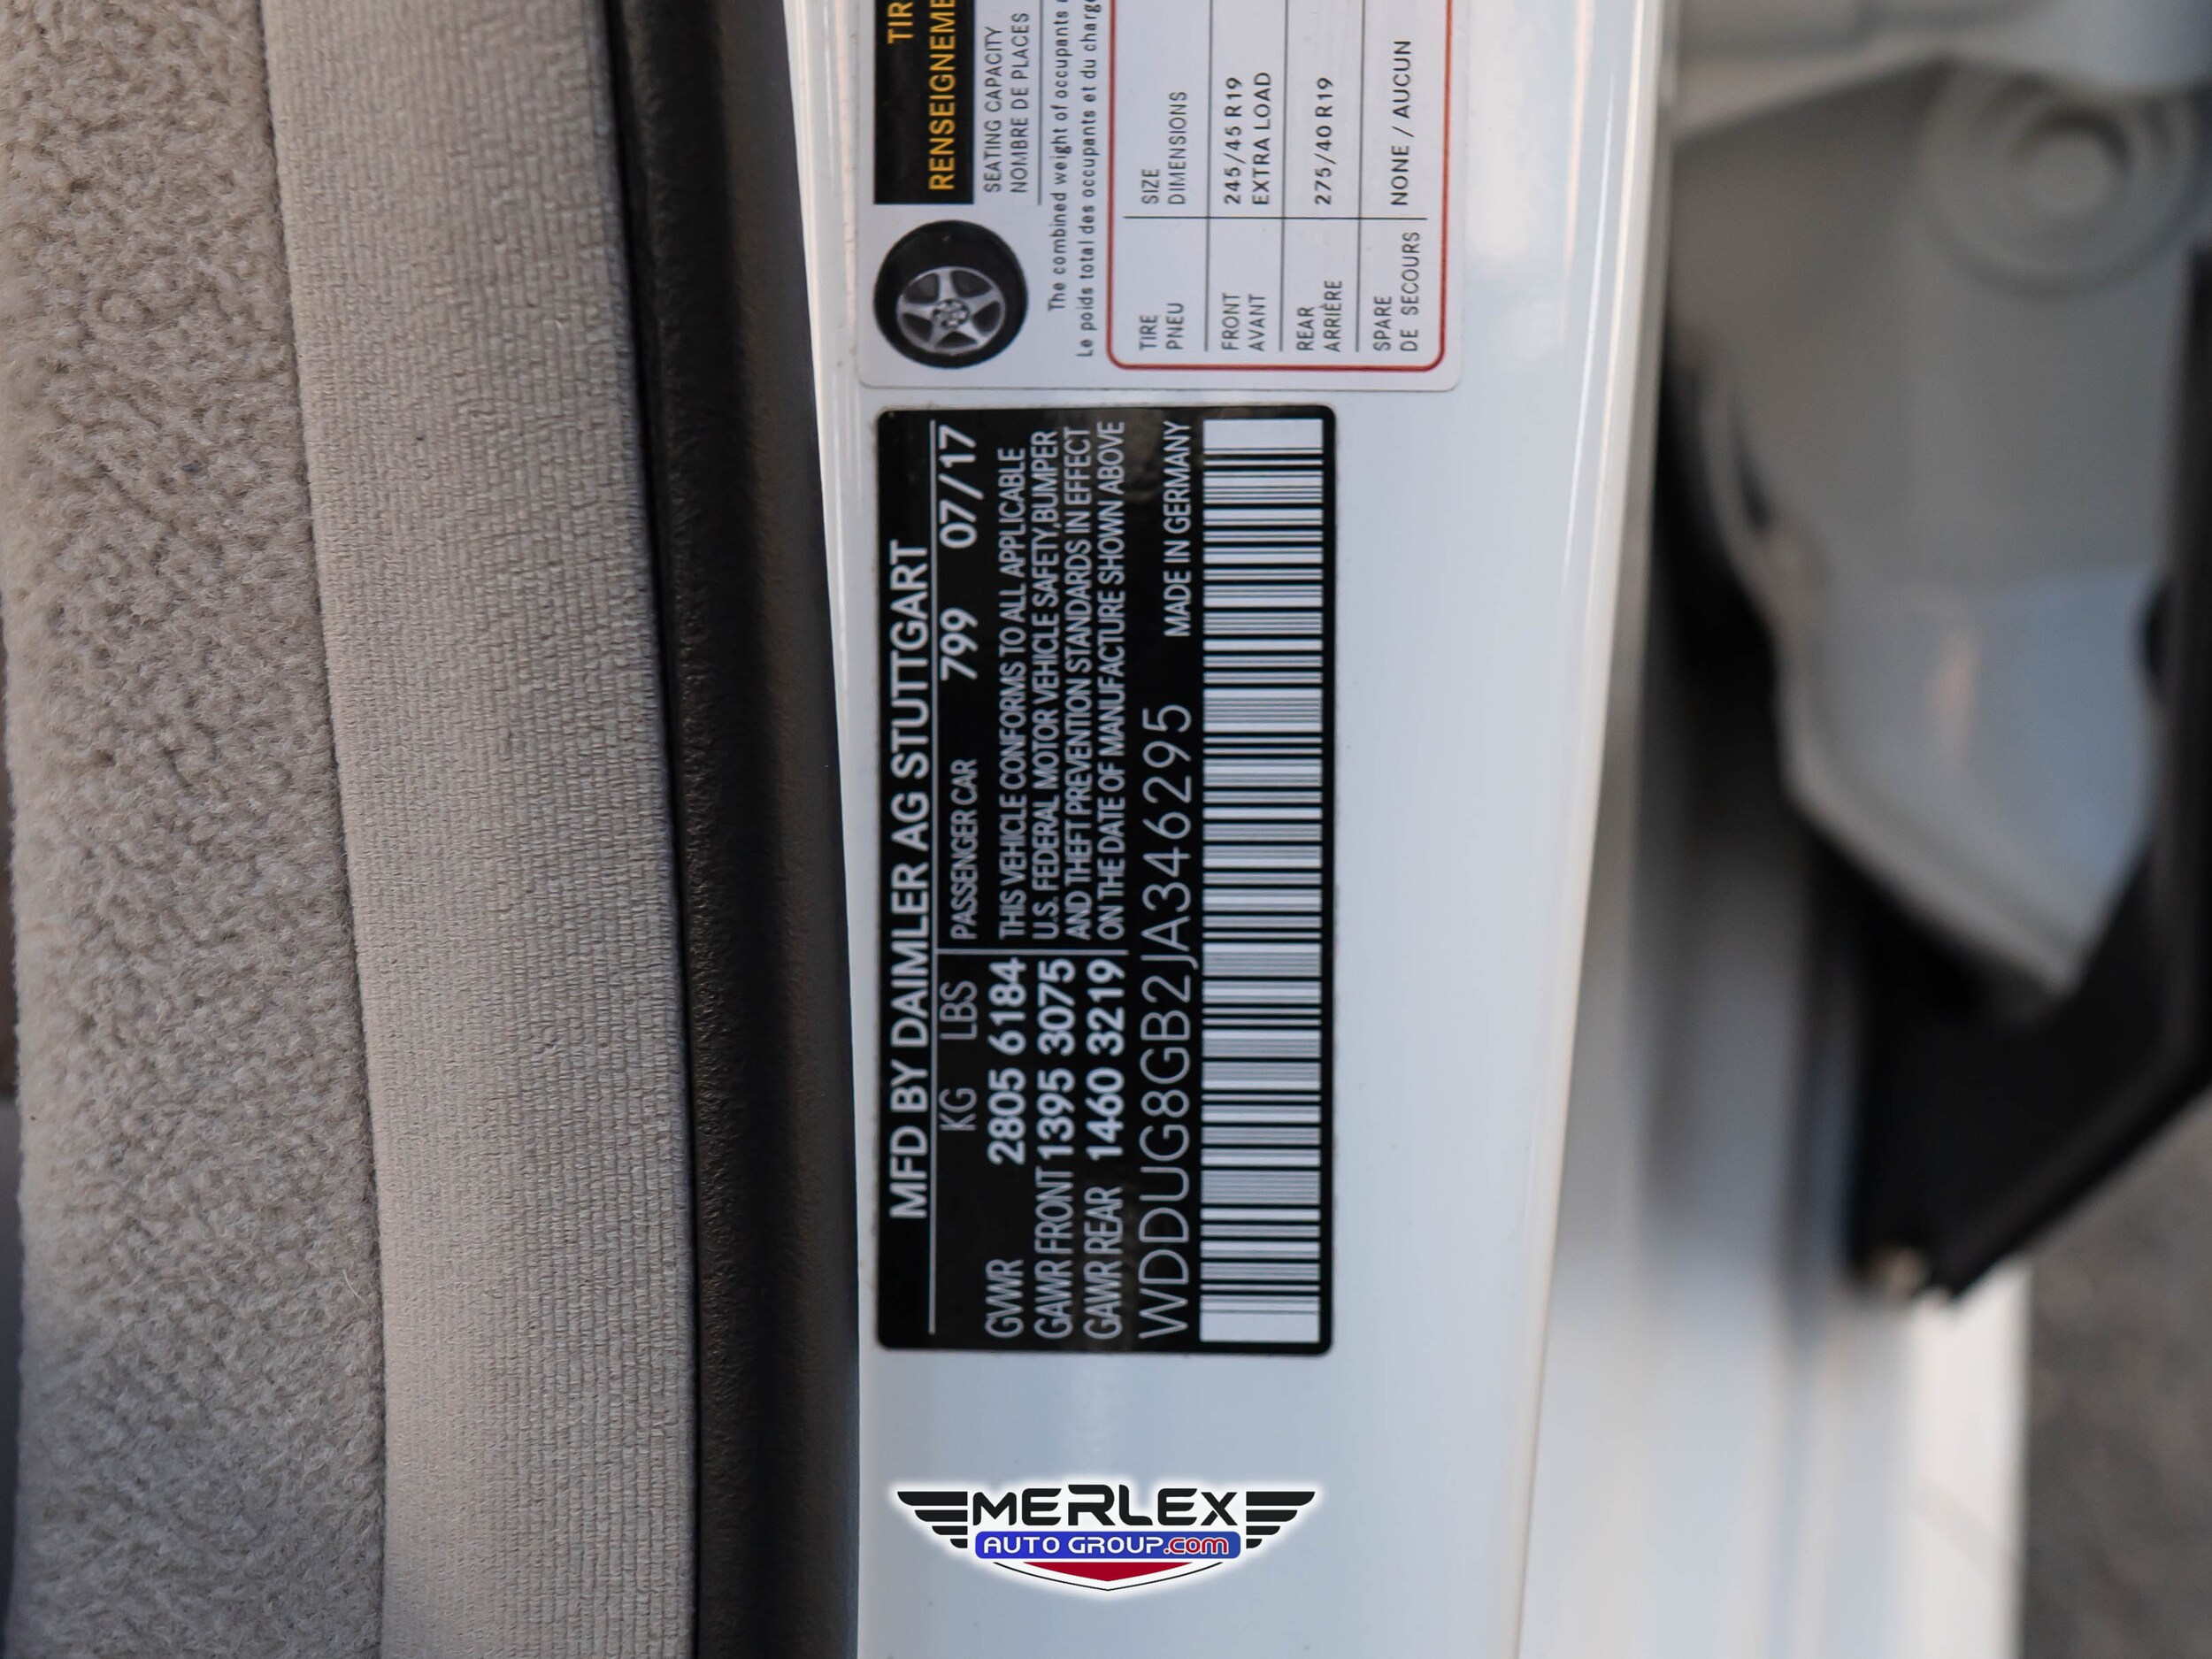 TIR
RENSEIGNEME
SEATING CAPACITY
NOMBRE DE PLACES
The combined weight of occupants
Le poids total des occupants et du charg
TIRE SIZE
PNEU DIMENSIONS
FRONT 245/45 R19
AVANT EXTRA LOAD
REAR 275/40 R19
ARRIÈRE
SPARE NONE / AUCUN
DE SECOURS
MFD BY DAIMLER AG STUTTGART
KG LBS PASSENGER CAR 799 07/17
GVWR 2805 6184 THIS VEHICLE CONFORMS TO ALL APPLICABLE
U.S. FEDERAL MOTOR VEHICLE SAFETY,BUMPER
GAWR FRONT 1395 3075 AND THEFT PREVENTION STANDARDS IN EFFECT
GAWR REAR 1460 3219 ON THE DATE OF MANUFACTURE SHOWN ABOVE
WDDUG8GB2JA346295 MADE IN GERMANY
MERLEX
AUTO GROUP.com